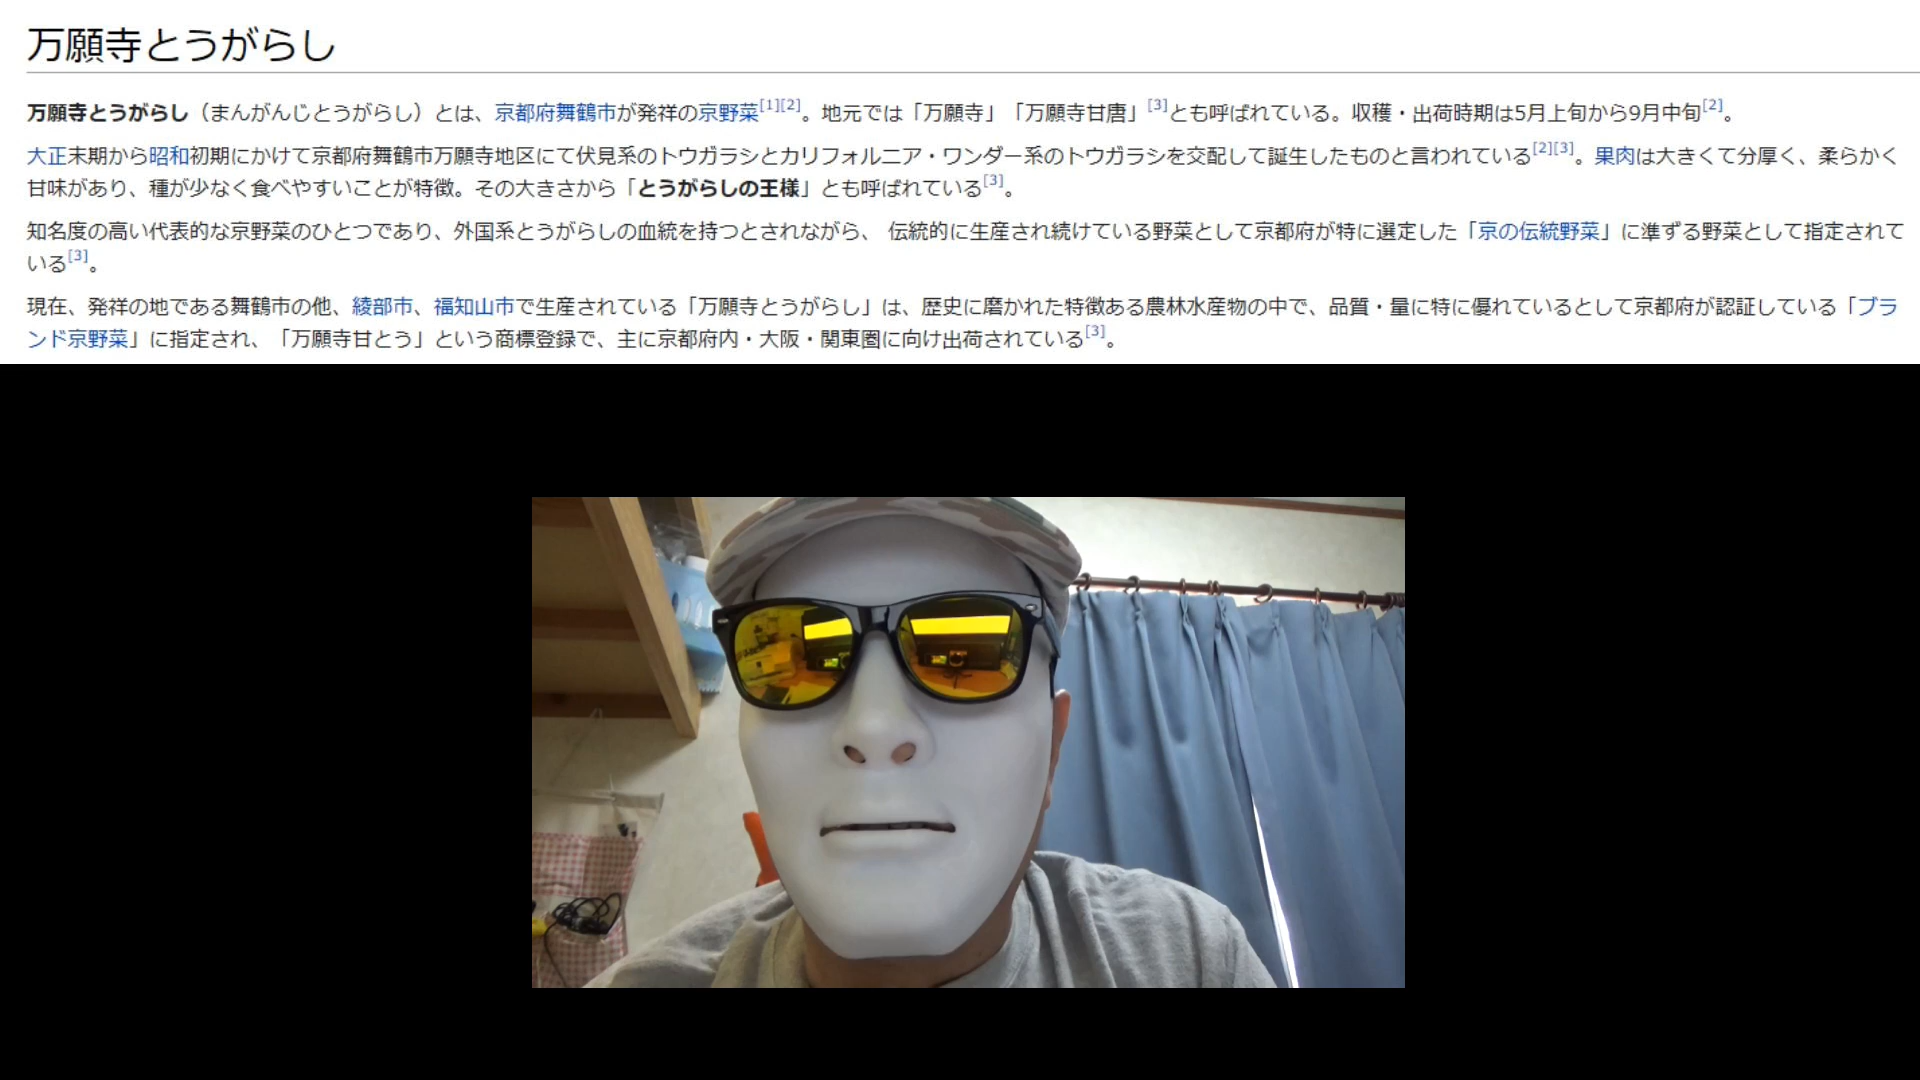 万願寺とうがらし
万願寺とうがらし（まんがんじとうがらし）とは、京都府舞鶴市が発祥の京野菜[1][2]。地元では「万願寺」「万願寺甘唐」[3]とも呼ばれている。収穫・出荷時期は5月上旬から9月中旬[2]。
大正末期から昭和初期にかけて京都府舞鶴市万願寺地区にて伏見系のトウガラシとカリフォルニア・ワンダー系のトウガラシを交配して誕生したものと言われている[2][3]。果肉は大きくて分厚く、柔らかく
甘味があり、種が少なく食べやすいことが特徴。その大きさから「とうがらしの王様」とも呼ばれている[3]。
知名度の高い代表的な京野菜のひとつであり、外国系とうがらしの血統を持つとされながら、 伝統的に生産され続けている野菜として京都府が特に選定した「京の伝統野菜」に準ずる野菜として指定されて
いる[3]。
現在、発祥の地である舞鶴市の他、綾部市、福知山市で生産されている「万願寺とうがらし」は、歴史に磨かれた特徴ある農林水産物の中で、品質・量に特に優れているとして京都府が認証している「ブラ
ンド京野菜」に指定され、「万願寺甘とう」という商標登録で、主に京都府内・大阪・関東圏に向け出荷されている[3]。